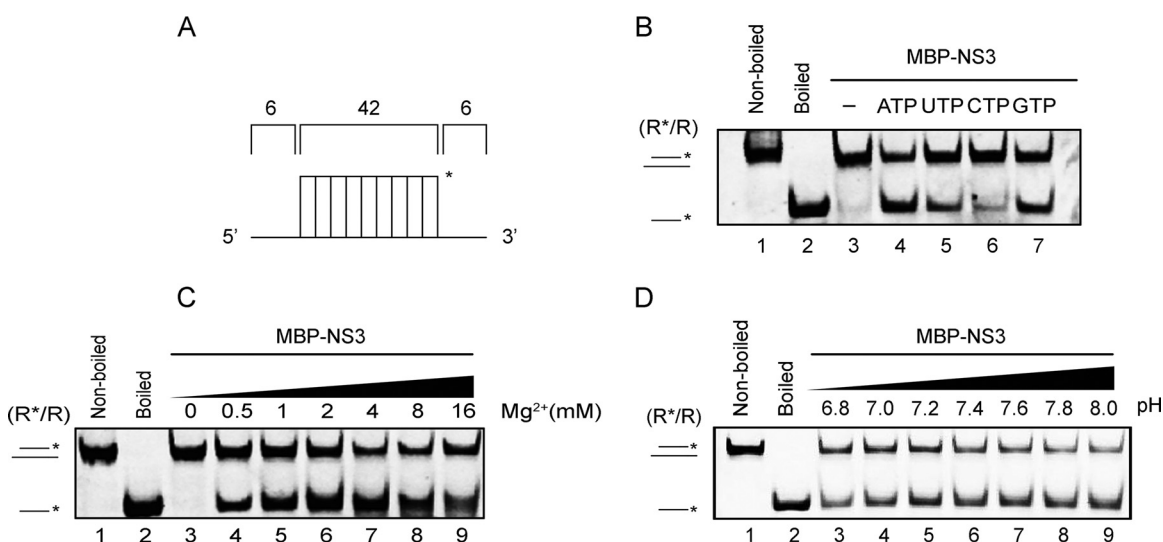 A
6 42 6
*
5’ 3’
B
Non-boiled
Boiled
MBP-NS3
– ATP UTP CTP GTP
(R*/R)
*
*
1 2 3 4 5 6 7
C
Non-boiled
Boiled
MBP-NS3
0 0.5 1 2 4 8 16 Mg²⁺(mM)
(R*/R)
*
*
1 2 3 4 5 6 7 8 9
D
Non-boiled
Boiled
MBP-NS3
6.8 7.0 7.2 7.4 7.6 7.8 8.0 pH
(R*/R)
*
*
1 2 3 4 5 6 7 8 9